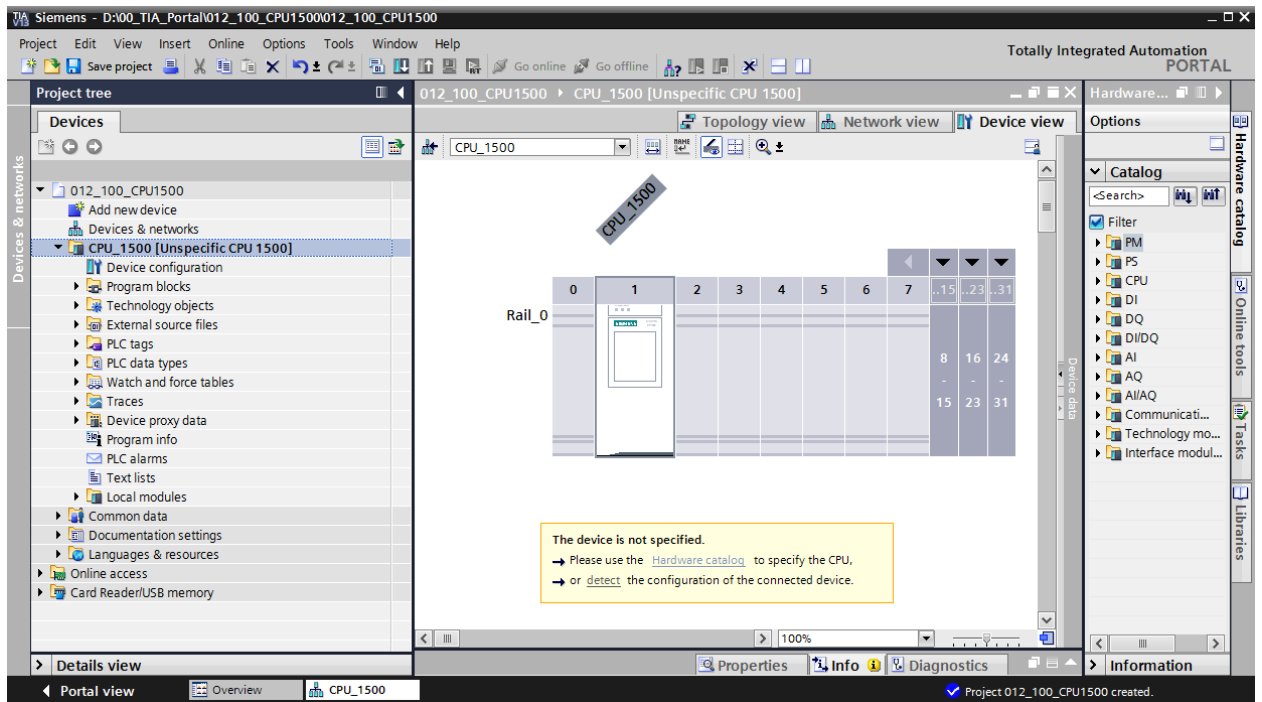 Siemens - D:\00_TIA_Portal\012_100_CPU1500\012_100_CPU1500
Project Edit View Insert Online Options Tools Window Help
Totally Integrated Automation
PORTAL
Save project
Go online
Go offline
Project tree
Devices
Devices & networks
012_100_CPU1500
Add new device
Devices & networks
CPU_1500 [Unspecific CPU 1500]
Device configuration
Program blocks
Technology objects
External source files
PLC tags
PLC data types
Watch and force tables
Traces
Device proxy data
Program info
PLC alarms
Text lists
Local modules
Common data
Documentation settings
Languages & resources
Online access
Card Reader/USB memory
Details view
012_100_CPU1500 CPU_1500 [Unspecific CPU 1500]
Topology view Network view Device view
CPU_1500
CPU_1500
0 1 2 3 4 5 6 7 ..15 ..23 ..31
Rail_0
SIEMENS
8 16 24
- - -
15 23 31
Device data
The device is not specified.
Please use the Hardware catalog to specify the CPU,
or detect the configuration of the connected device.
100%
Properties Info Diagnostics
Hardware...
Options
Catalog
<Search>
Filter
PM
PS
CPU
DI
DQ
DI/DQ
AI
AQ
AI/AQ
Communicati...
Technology mo...
Interface modul...
Information
Hardware catalog
Online tools
Tasks
Libraries
Portal view Overview CPU_1500
Project 012_100_CPU1500 created.